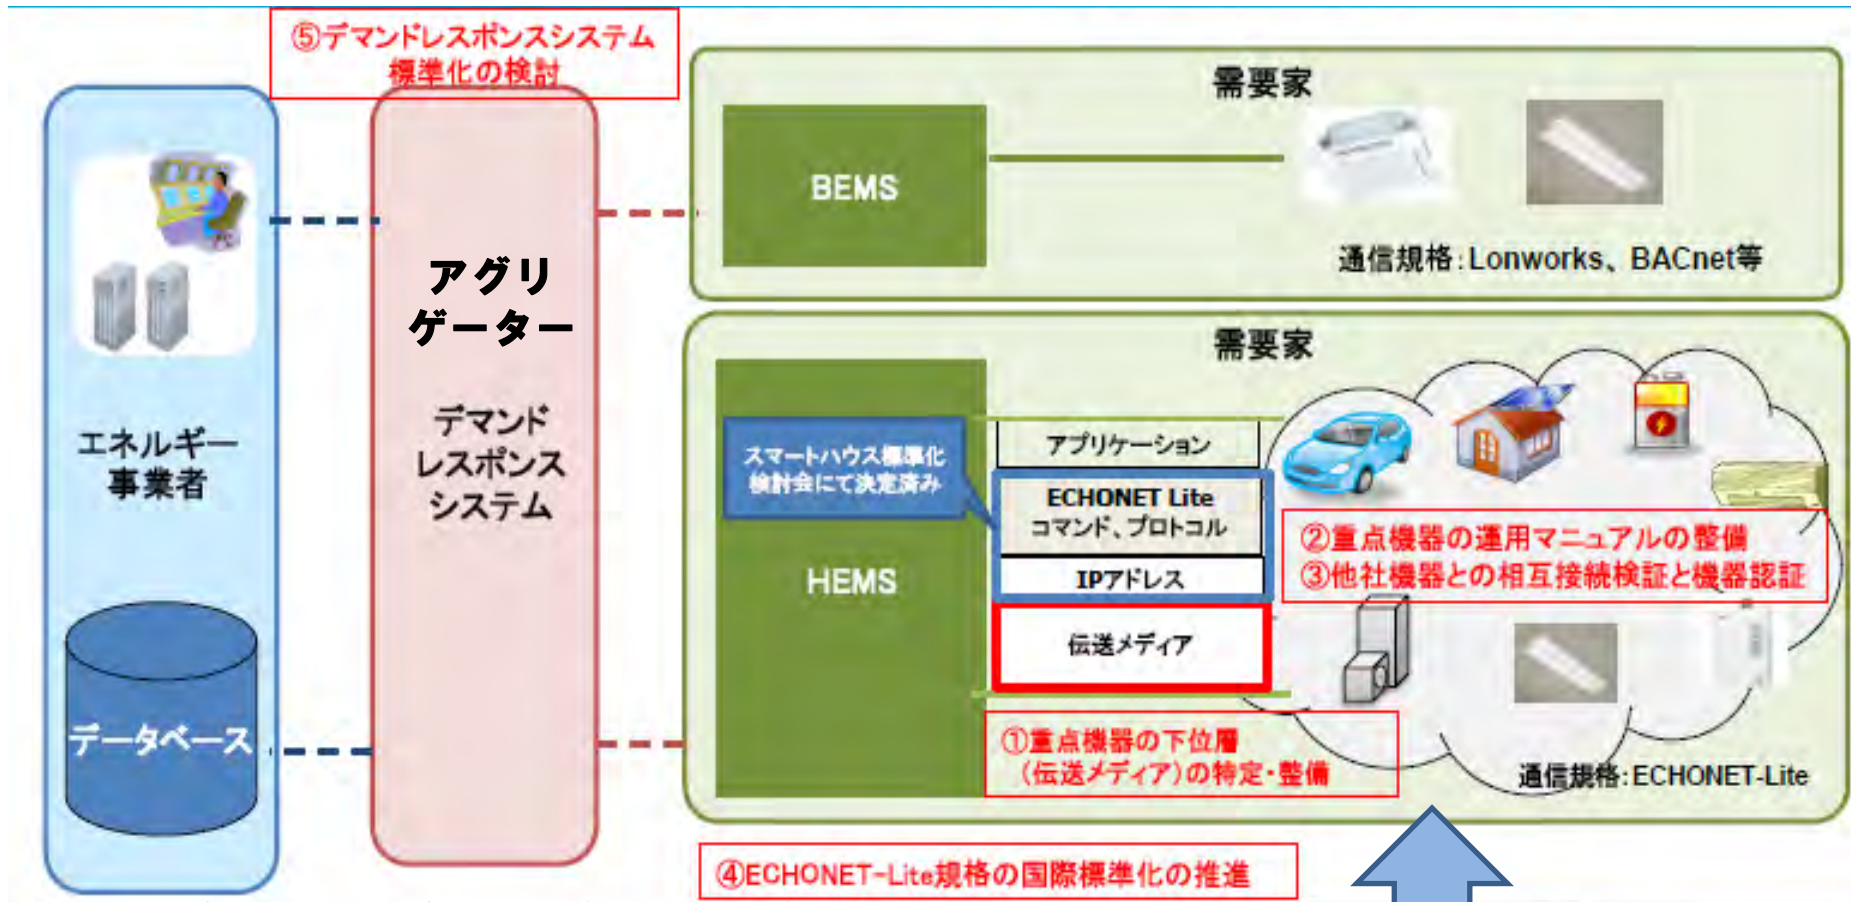 ⑤デマンドレスポンスシステム
標準化の検討
エネルギー
事業者
データベース
アグリ
ゲーター
デマンド
レスポンス
システム
需要家
BEMS
通信規格:Lonworks、BACnet等
需要家
HEMS
スマートハウス標準化
検討会にて決定済み
アプリケーション
ECHONET Lite
コマンド、プロトコル
IPアドレス
伝送メディア
②重点機器の運用マニュアルの整備
③他社機器との相互接続検証と機器認証
①重点機器の下位層
(伝送メディア)の特定・整備
通信規格:ECHONET-Lite
④ECHONET-Lite規格の国際標準化の推進